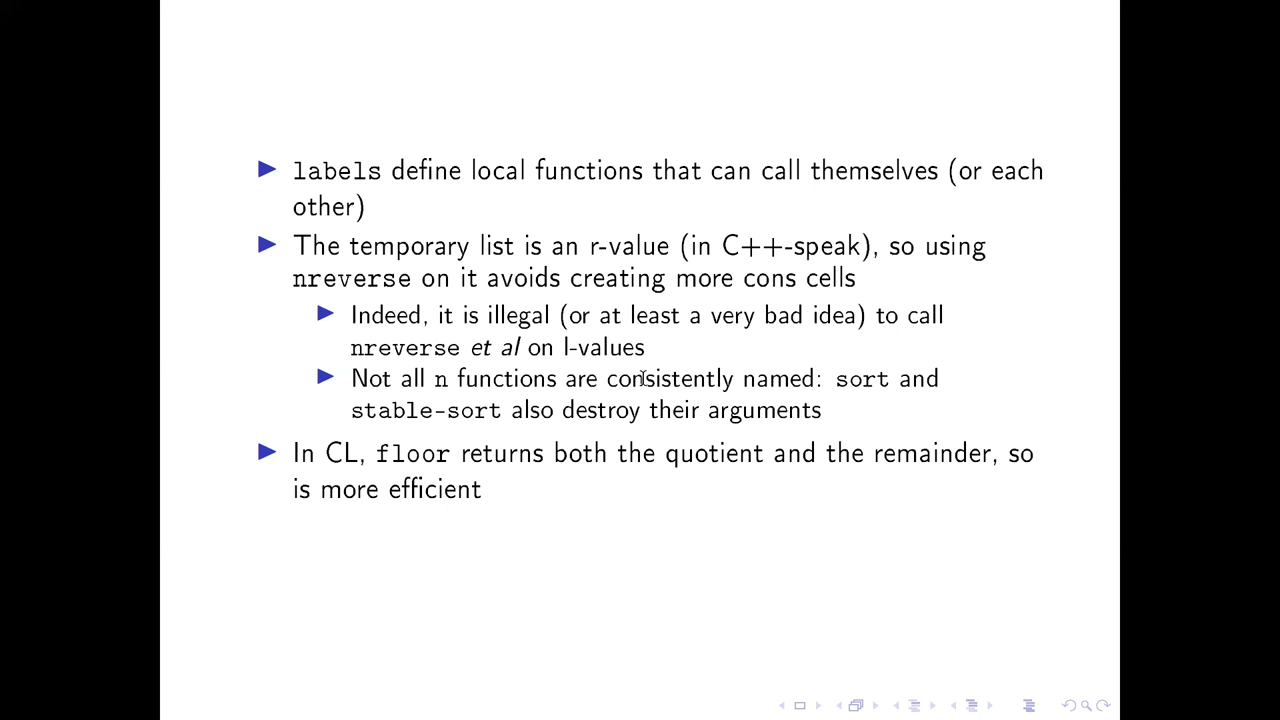 labels define local functions that can call themselves (or each
other)
The temporary list is an r-value (in C++-speak), so using
nreverse on it avoids creating more cons cells
Indeed, it is illegal (or at least a very bad idea) to call
nreverse et al on l-values
Not all n functions are consistently named: sort and
stable-sort also destroy their arguments
In CL, floor returns both the quotient and the remainder, so
is more efficient